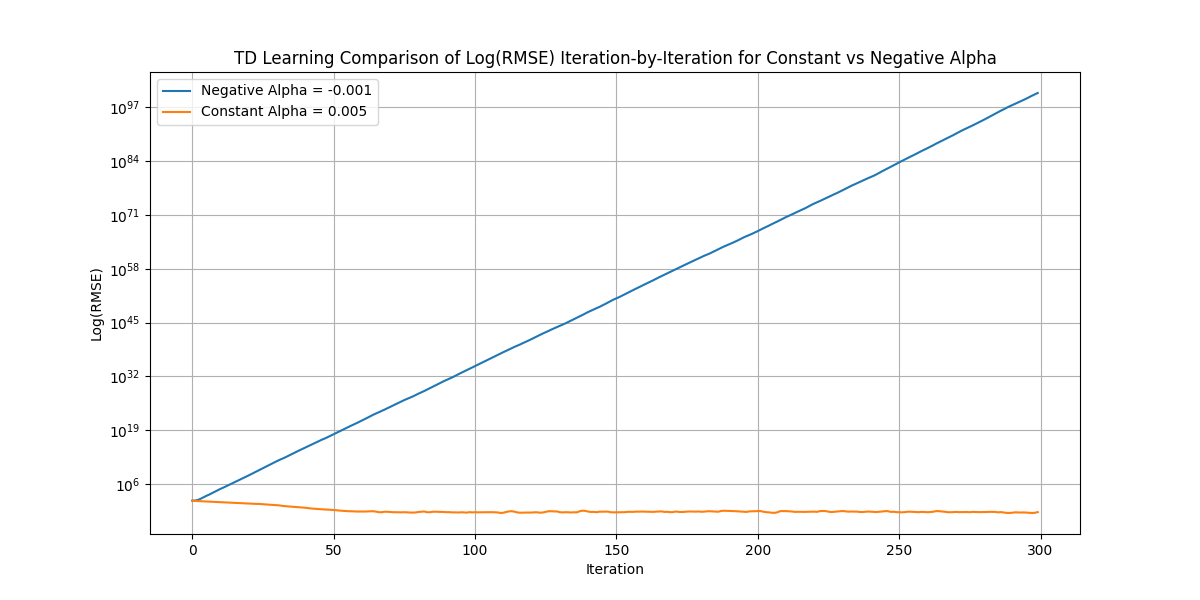 TD Learning Comparison of Log(RMSE) Iteration-by-Iteration for Constant vs Negative Alpha
Negative Alpha = -0.001
Constant Alpha = 0.005
Log(RMSE)
10^97
10^84
10^71
10^58
10^45
10^32
10^19
10^6
0 50 100 150 200 250 300
Iteration